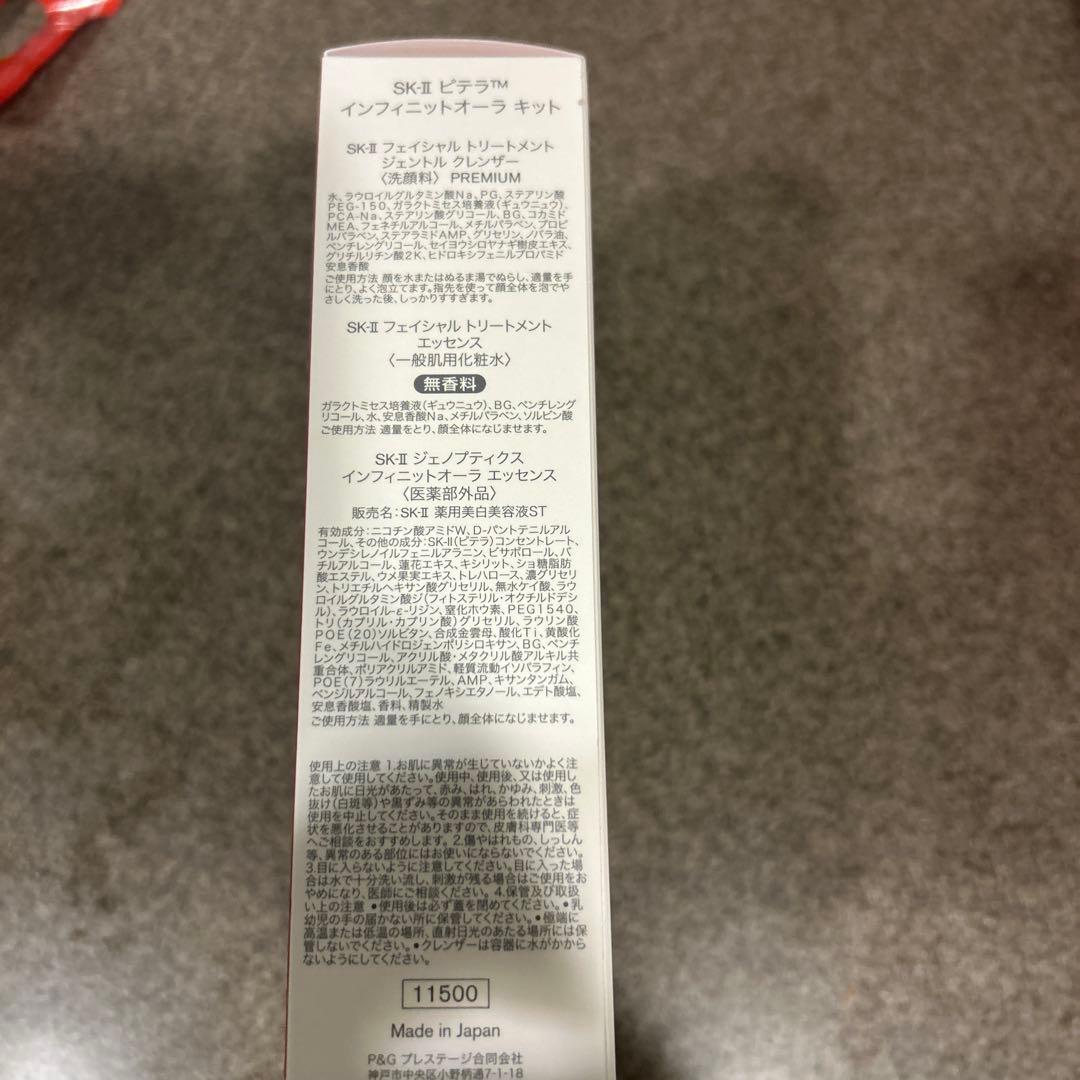 SK-Ⅱ ピテラ™
インフィニットオーラ キット
SK-Ⅱ フェイシャル トリートメント
ジェントル クレンザー
〈洗顔料〉 PREMIUM
水、ラウロイルグルタミン酸Na、PG、ステアリン酸
PEG-150、ガラクトミセス培養液(ギュウニュウ)、
PCA-Na、ステアリン酸グリコール、BG、コカミド
MEA、フェネチルアルコール、メチルパラベン、プロピ
ルパラベン、ステアラミドAMP、グリセリン、ノバラ油、
ペンチレングリコール、セイヨウシロヤナギ樹皮エキス、
グリチルリチン酸2K、ヒドロキシフェニルプロパミド
安息香酸
ご使用方法 顔を水またはぬるま湯でぬらし、適量を手
にとり、よく泡立てます。指先を使って顔全体を泡でや
さしく洗った後、しっかりすすぎます。
SK-Ⅱ フェイシャル トリートメント
エッセンス
〈一般肌用化粧水〉
無香料
ガラクトミセス培養液(ギュウニュウ)、BG、ペンチレング
リコール、水、安息香酸Na、メチルパラベン、ソルビン酸
ご使用方法 適量をとり、顔全体になじませます。
SK-Ⅱ ジェノプティクス
インフィニットオーラ エッセンス
〈医薬部外品〉
販売名：SK-Ⅱ 薬用美白美容液ST
有効成分：ニコチン酸アミドW、D-パントテニルアル
コール、その他の成分：SK-Ⅱ(ピテラ)コンセントレート、
ウンデシレノイルフェニルアラニン、ビサボロール、バ
チルアルコール、蓮花エキス、キシリット、ショ糖脂肪
酸エステル、ウメ果実エキス、トレハロース、濃グリセリ
ン、トリエチルヘキサン酸グリセリル、無水ケイ酸、ラウ
ロイルグルタミン酸ジ(フィトステリル・オクチルドデシ
ル)、ラウロイル-ε-リジン、窒化ホウ素、PEG1540、
トリ(カプリル・カプリン酸)グリセリル、ラウリン酸
POE(20)ソルビタン、合成金雲母、酸化Ti、黄酸化
Fe、メチルハイドロジェンポリシロキサン、BG、ペンチ
レングリコール、アクリル酸・メタクリル酸アルキル共
重合体、ポリアクリルアミド、軽質流動イソパラフィン、
POE(7)ラウリルエーテル、AMP、キサンタンガム、
ベンジルアルコール、フェノキシエタノール、エデト酸塩、
安息香酸塩、香料、精製水
ご使用方法 適量を手にとり、顔全体になじませます。
使用上の注意 1.お肌に異常が生じていないかよく注
意して使用してください。使用中、使用後、又は使用し
たお肌に日光があたって、赤み、はれ、かゆみ、刺激、色
抜け(白斑等)や黒ずみ等の異常があらわれたときは
使用を中止してください。そのまま使用を続けると、症
状を悪化させることがありますので、皮膚科専門医等
へご相談をおすすめします。 2.傷やはれもの、しっしん
等、異常のある部位にはお使いにならないでください。
3.目に入らないように注意してください。目に入った場
合は水で十分洗い流し、刺激が残る場合はご使用をお
やめになり、医師にご相談ください。 4.保管及び取扱
い上の注意 ●使用後は必ず蓋を閉めてください。●乳
幼児の手の届かない所に保管してください。●極端に
高温または低温の場所、直射日光のあたる場所には保
管しないでください。●クレンザーは容器に水がかから
ないようにしてください。
11500
Made in Japan
P&G プレステージ合同会社
神戸市中央区小野柄通7-1-18